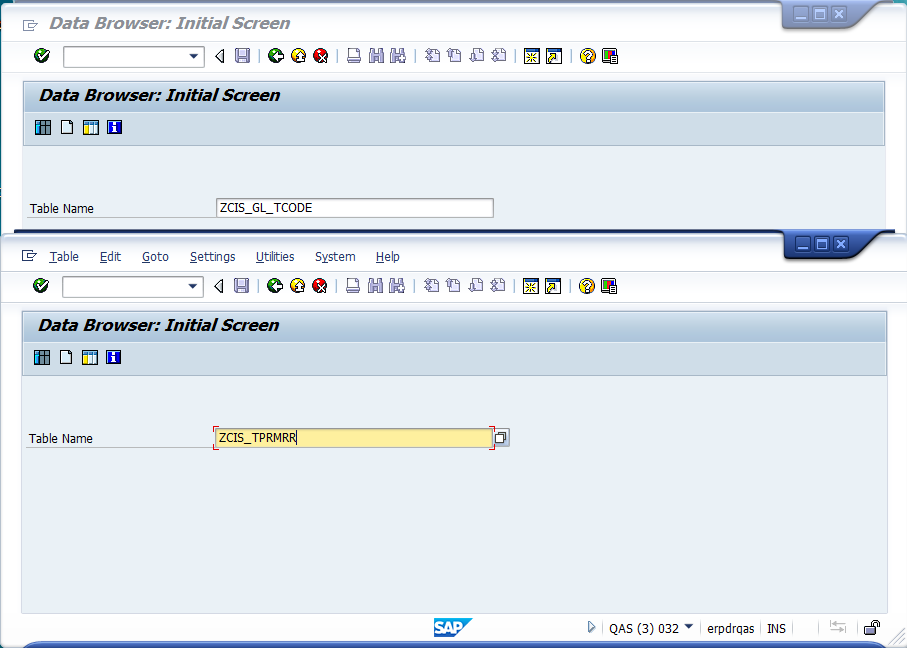 Data Browser: Initial Screen
Data Browser: Initial Screen
Table Name ZCIS_GL_TCODE
Table Edit Goto Settings Utilities System Help
Data Browser: Initial Screen
Table Name ZCIS_TPRMRR
SAP QAS (3) 032 erpdrqas INS